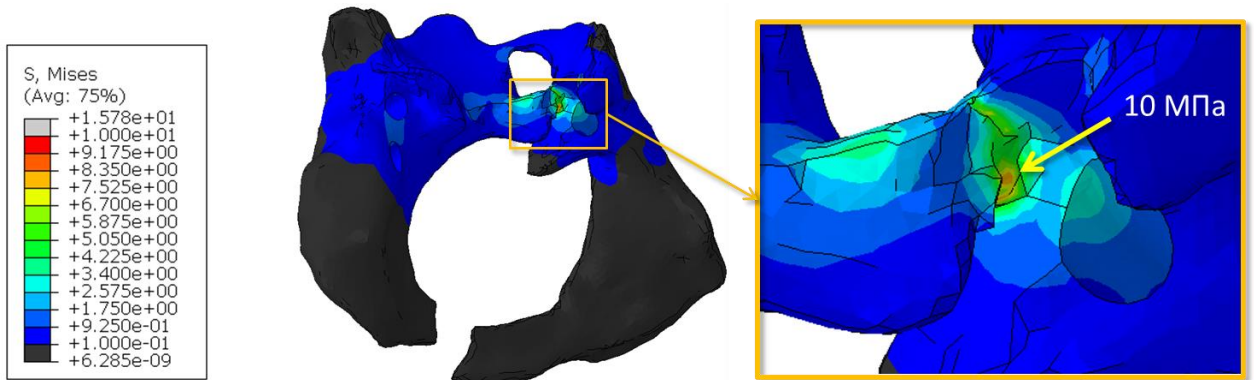 S, Mises
(Avg: 75%)
+1.578e+01
+1.000e+01
+9.175e+00
+8.350e+00
+7.525e+00
+6.700e+00
+5.875e+00
+5.050e+00
+4.225e+00
+3.400e+00
+2.575e+00
+1.750e+00
+9.250e-01
+1.000e-01
+6.285e-09
10 МПа